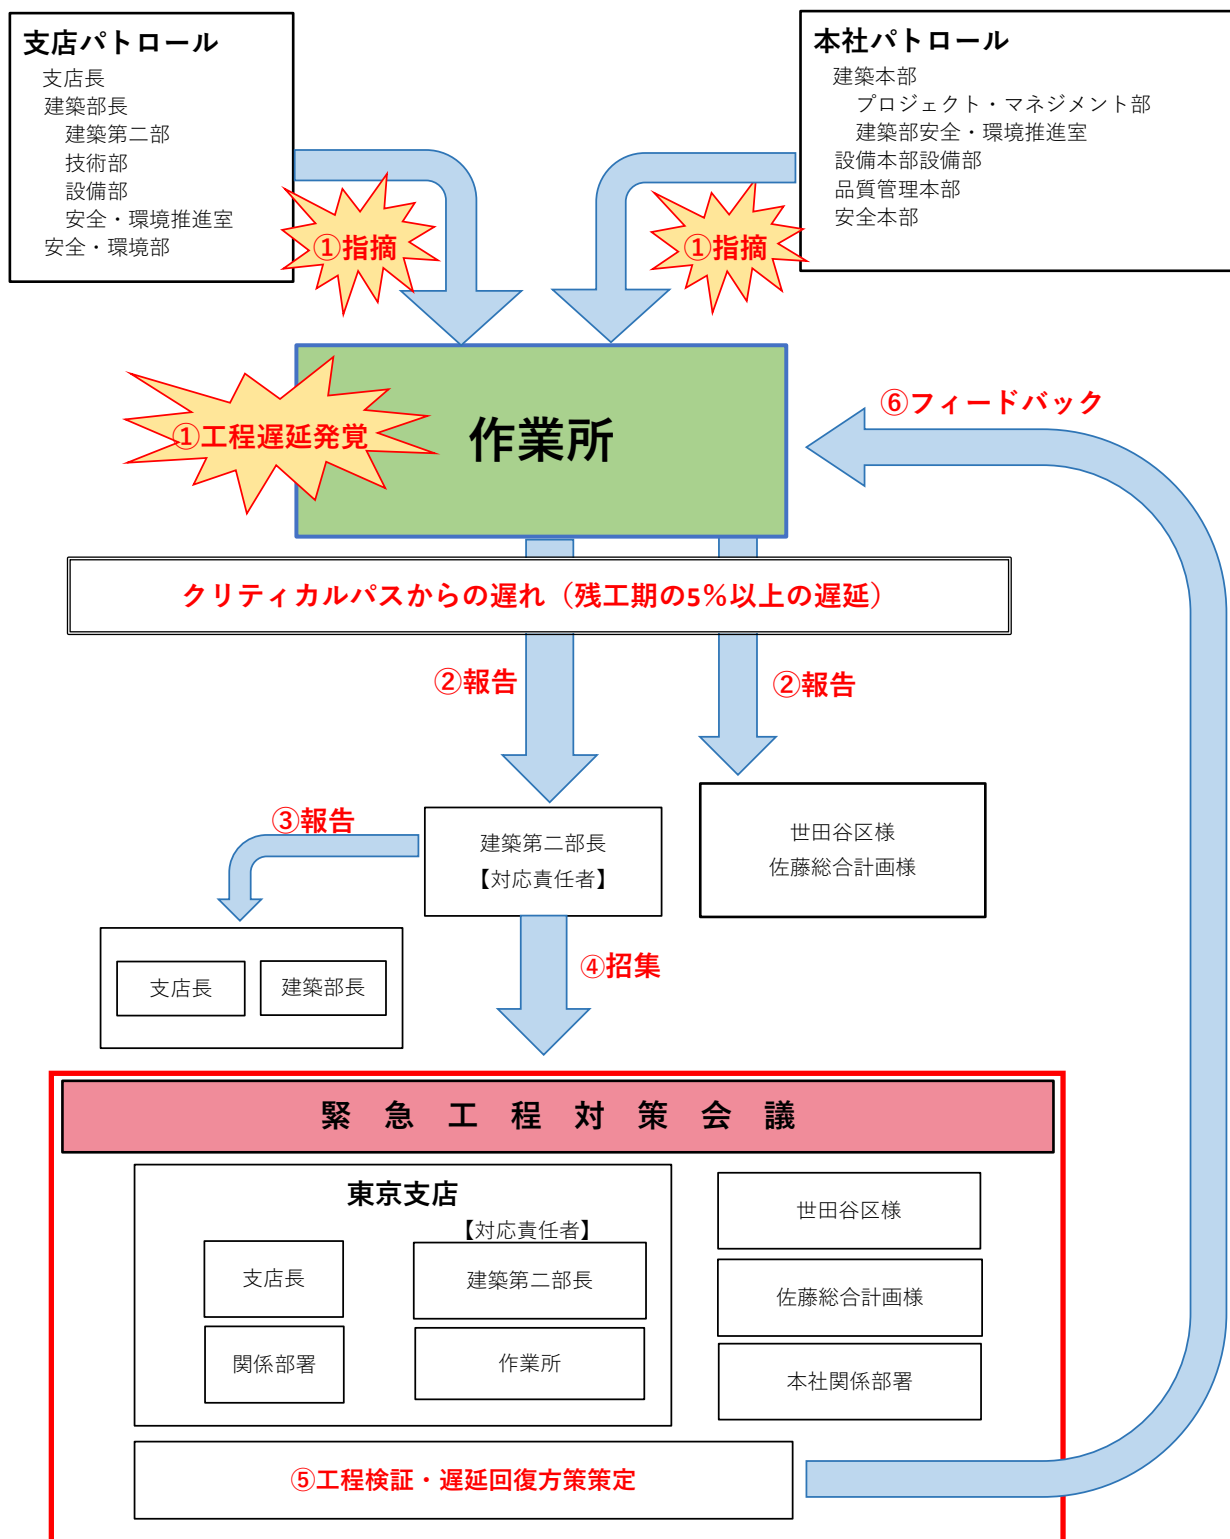 支店パトロール
支店長
建築部長
建築第二部
技術部
設備部
安全・環境推進室
安全・環境部
本社パトロール
建築本部
プロジェクト・マネジメント部
建築部安全・環境推進室
設備本部設備部
品質管理本部
安全本部
①指摘
①指摘
①工程遅延発覚
作業所
⑥フィードバック
クリティカルパスからの遅れ（残工期の5％以上の遅延）
②報告
②報告
③報告
建築第二部長
【対応責任者】
世田谷区様
佐藤総合計画様
支店長
建築部長
④招集
緊急工程対策会議
東京支店
【対応責任者】
支店長
建築第二部長
関係部署
作業所
世田谷区様
佐藤総合計画様
本社関係部署
⑤工程検証・遅延回復方策策定